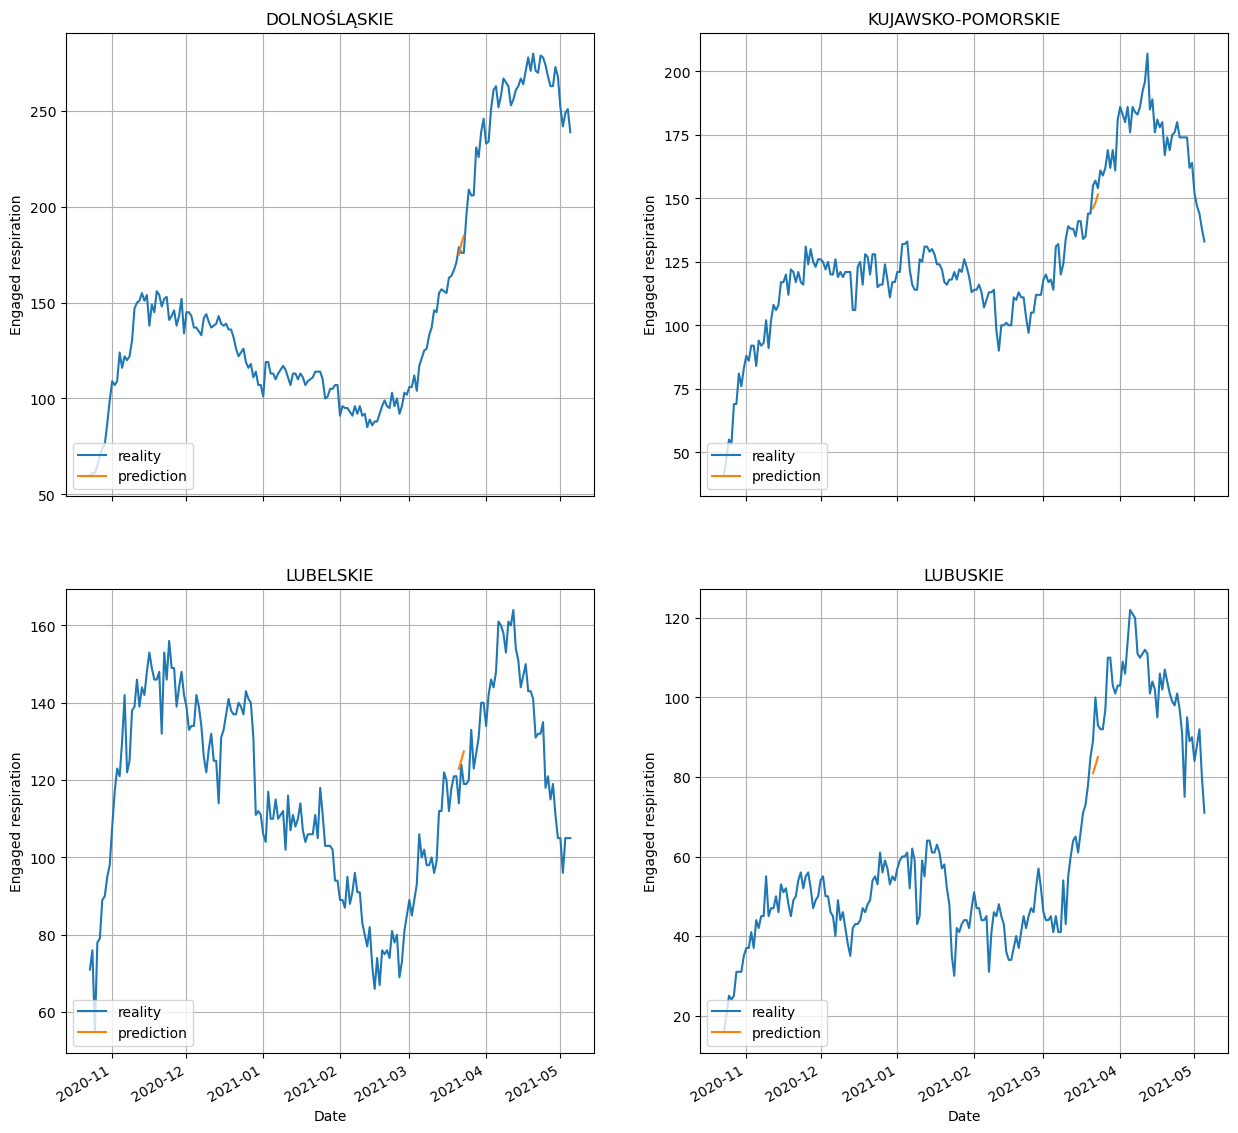 DOLNOŚLĄSKIE
Engaged respiration
250
200
150
100
50
reality
prediction
KUJAWSKO-POMORSKIE
Engaged respiration
200
175
150
125
100
75
50
reality
prediction
LUBELSKIE
Engaged respiration
160
140
120
100
80
60
reality
prediction
2020-11
2020-12
2021-01
2021-02
2021-03
2021-04
2021-05
Date
LUBUSKIE
Engaged respiration
120
100
80
60
40
20
reality
prediction
2020-11
2020-12
2021-01
2021-02
2021-03
2021-04
2021-05
Date